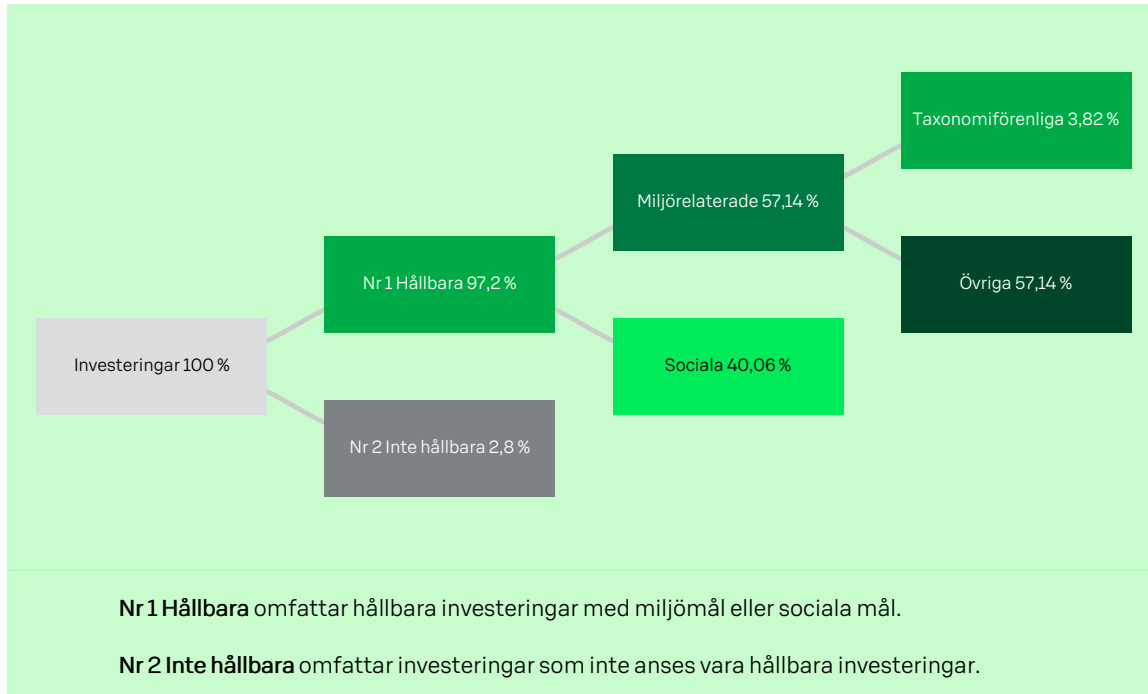 Taxonomiförenliga 3,82 %
Miljörelaterade 57,14 %
Nr 1 Hållbara 97,2 %
Övriga 57,14 %
Investeringar 100 %
Sociala 40,06 %
Nr 2 Inte hållbara 2,8 %
Nr 1 Hållbara omfattar hållbara investeringar med miljömål eller sociala mål.
Nr 2 Inte hållbara omfattar investeringar som inte anses vara hållbara investeringar.